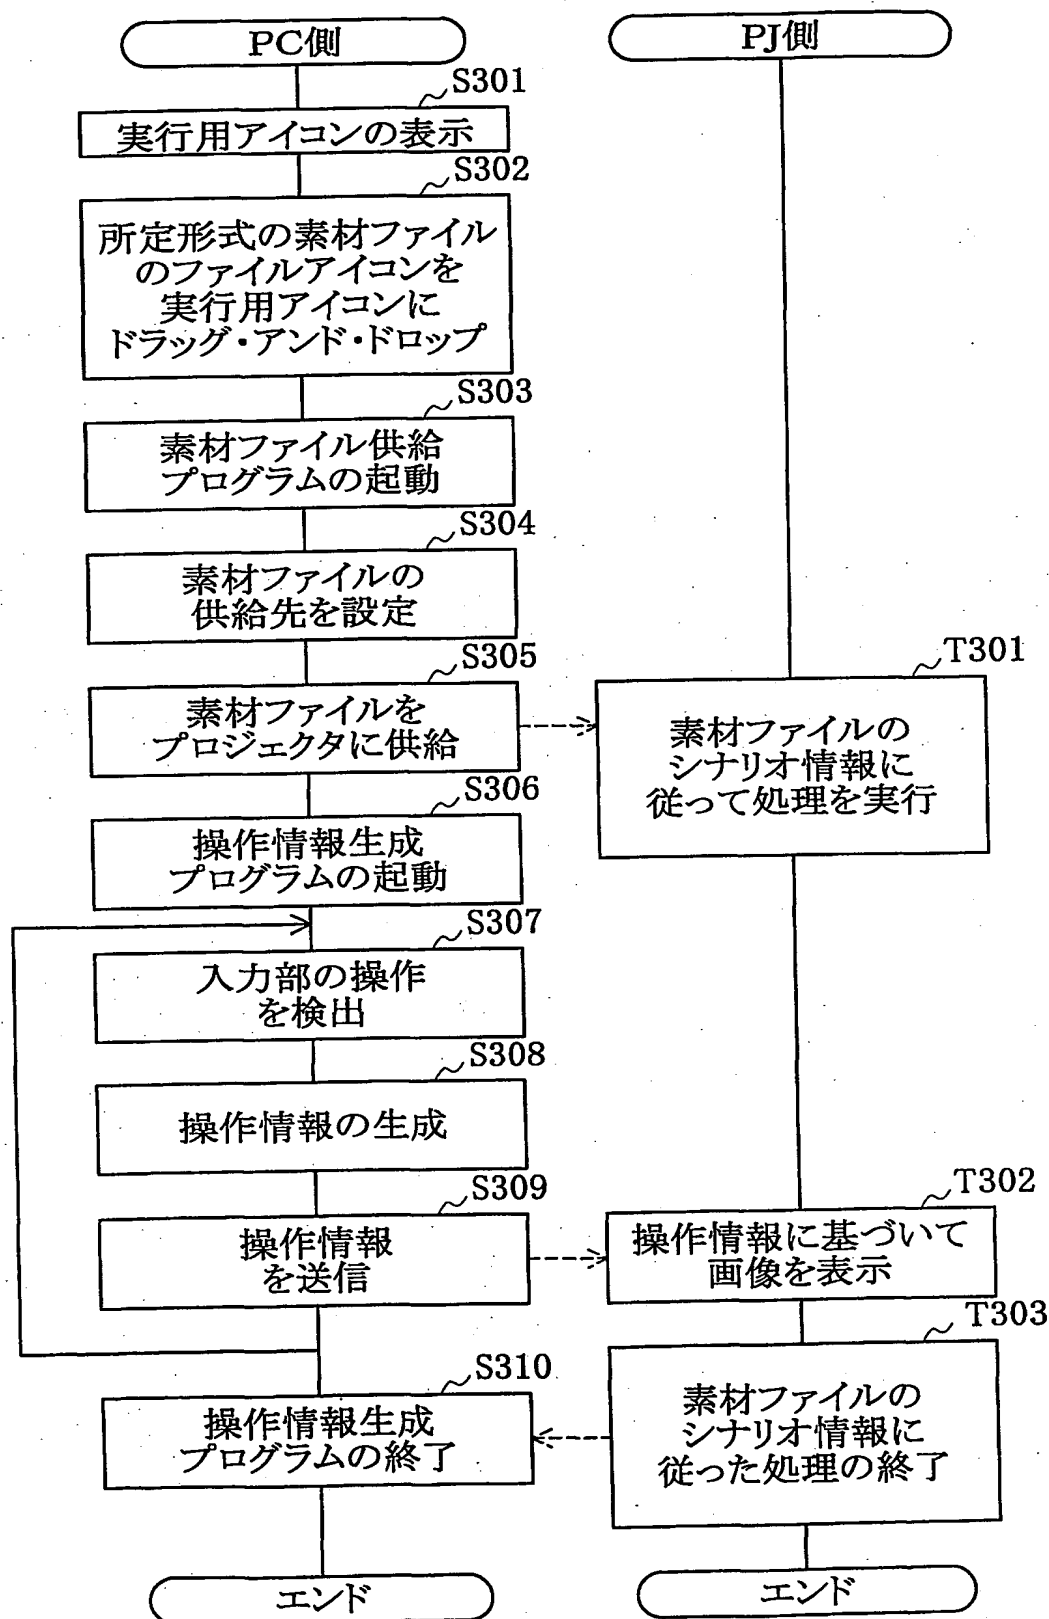 PC側
S301
実行用アイコンの表示
S302
所定形式の素材ファイル
のファイルアイコンを
実行用アイコンに
ドラッグ・アンド・ドロップ
S303
素材ファイル供給
プログラムの起動
S304
素材ファイルの
供給先を設定
S305
素材ファイルを
プロジェクタに供給
S306
操作情報生成
プログラムの起動
S307
入力部の操作
を検出
S308
操作情報の生成
S309
操作情報
を送信
S310
操作情報生成
プログラムの終了
エンド
PJ側
T301
素材ファイルの
シナリオ情報に
従って処理を実行
T302
操作情報に基づいて
画像を表示
T303
素材ファイルの
シナリオ情報に
従った処理の終了
エンド